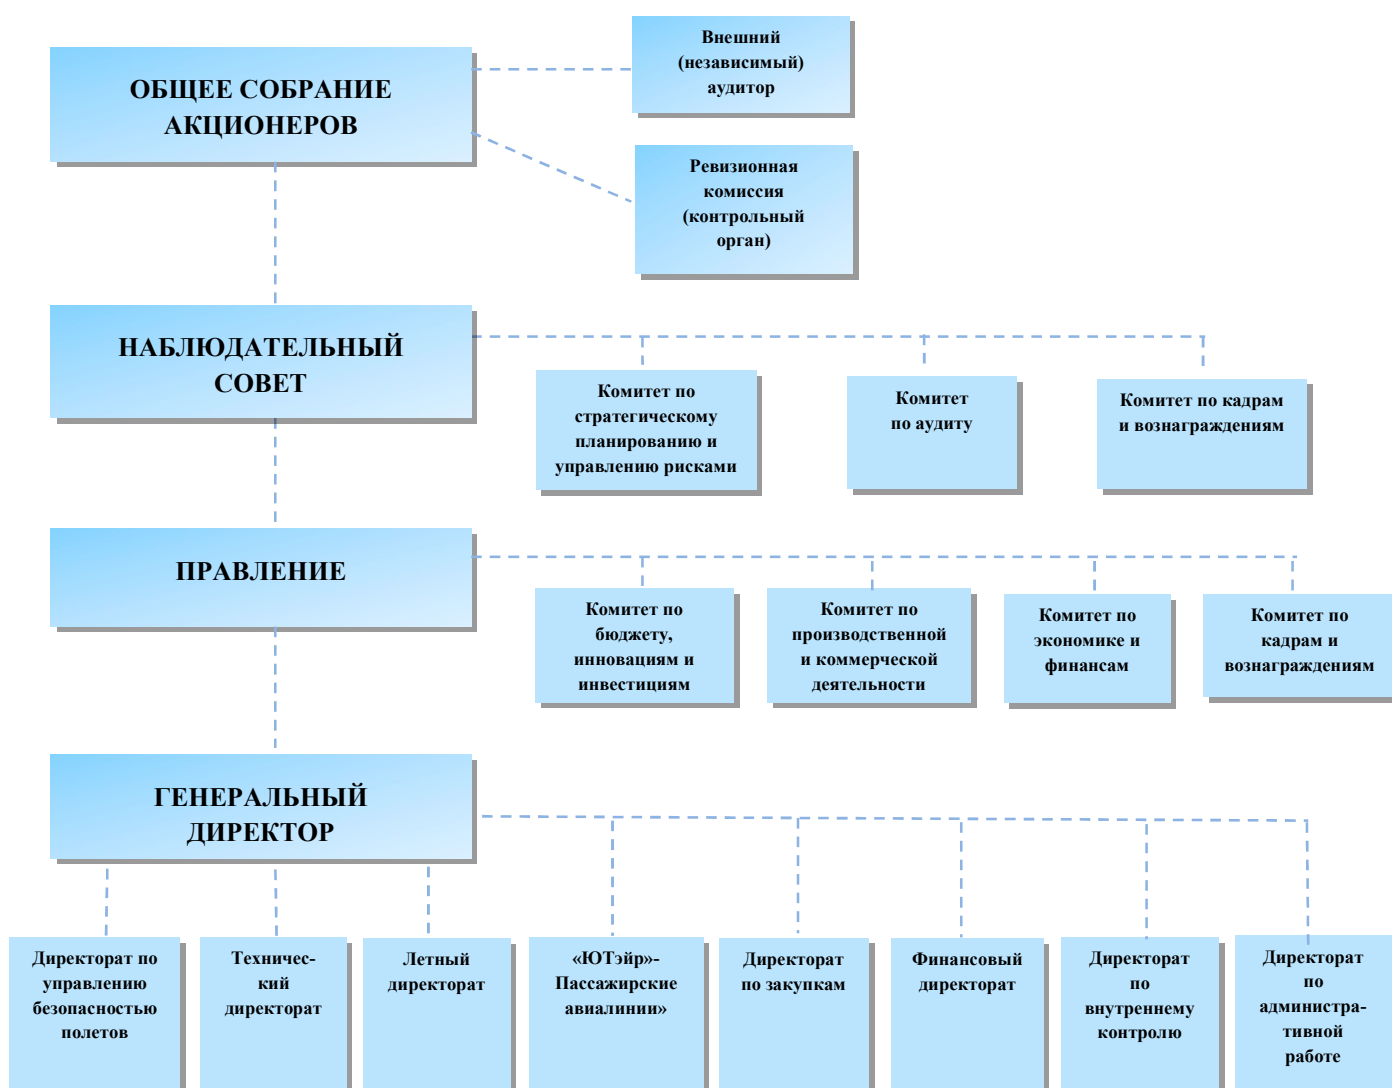 ОБЩЕЕ СОБРАНИЕ
АКЦИОНЕРОВ
Внешний
(независимый)
аудитор
Ревизионная
комиссия
(контрольный
орган)
НАБЛЮДАТЕЛЬНЫЙ
СОВЕТ
Комитет по
стратегическому
планированию и
управлению рисками
Комитет
по аудиту
Комитет по кадрам
и вознаграждениям
ПРАВЛЕНИЕ
Комитет по
бюджету,
инновациям и
инвестициям
Комитет по
производственной
и коммерческой
деятельности
Комитет по
экономике и
финансам
Комитет по
кадрам и
вознаграждениям
ГЕНЕРАЛЬНЫЙ
ДИРЕКТОР
Директорат по
управлению
безопасностью
полетов
Техничес-
кий
директорат
Летный
директорат
«ЮТэйр»-
Пассажирские
авиалинии»
Директорат
по закупкам
Финансовый
директорат
Директорат
по
внутреннему
контролю
Директорат
по
администра-
тивной
работе